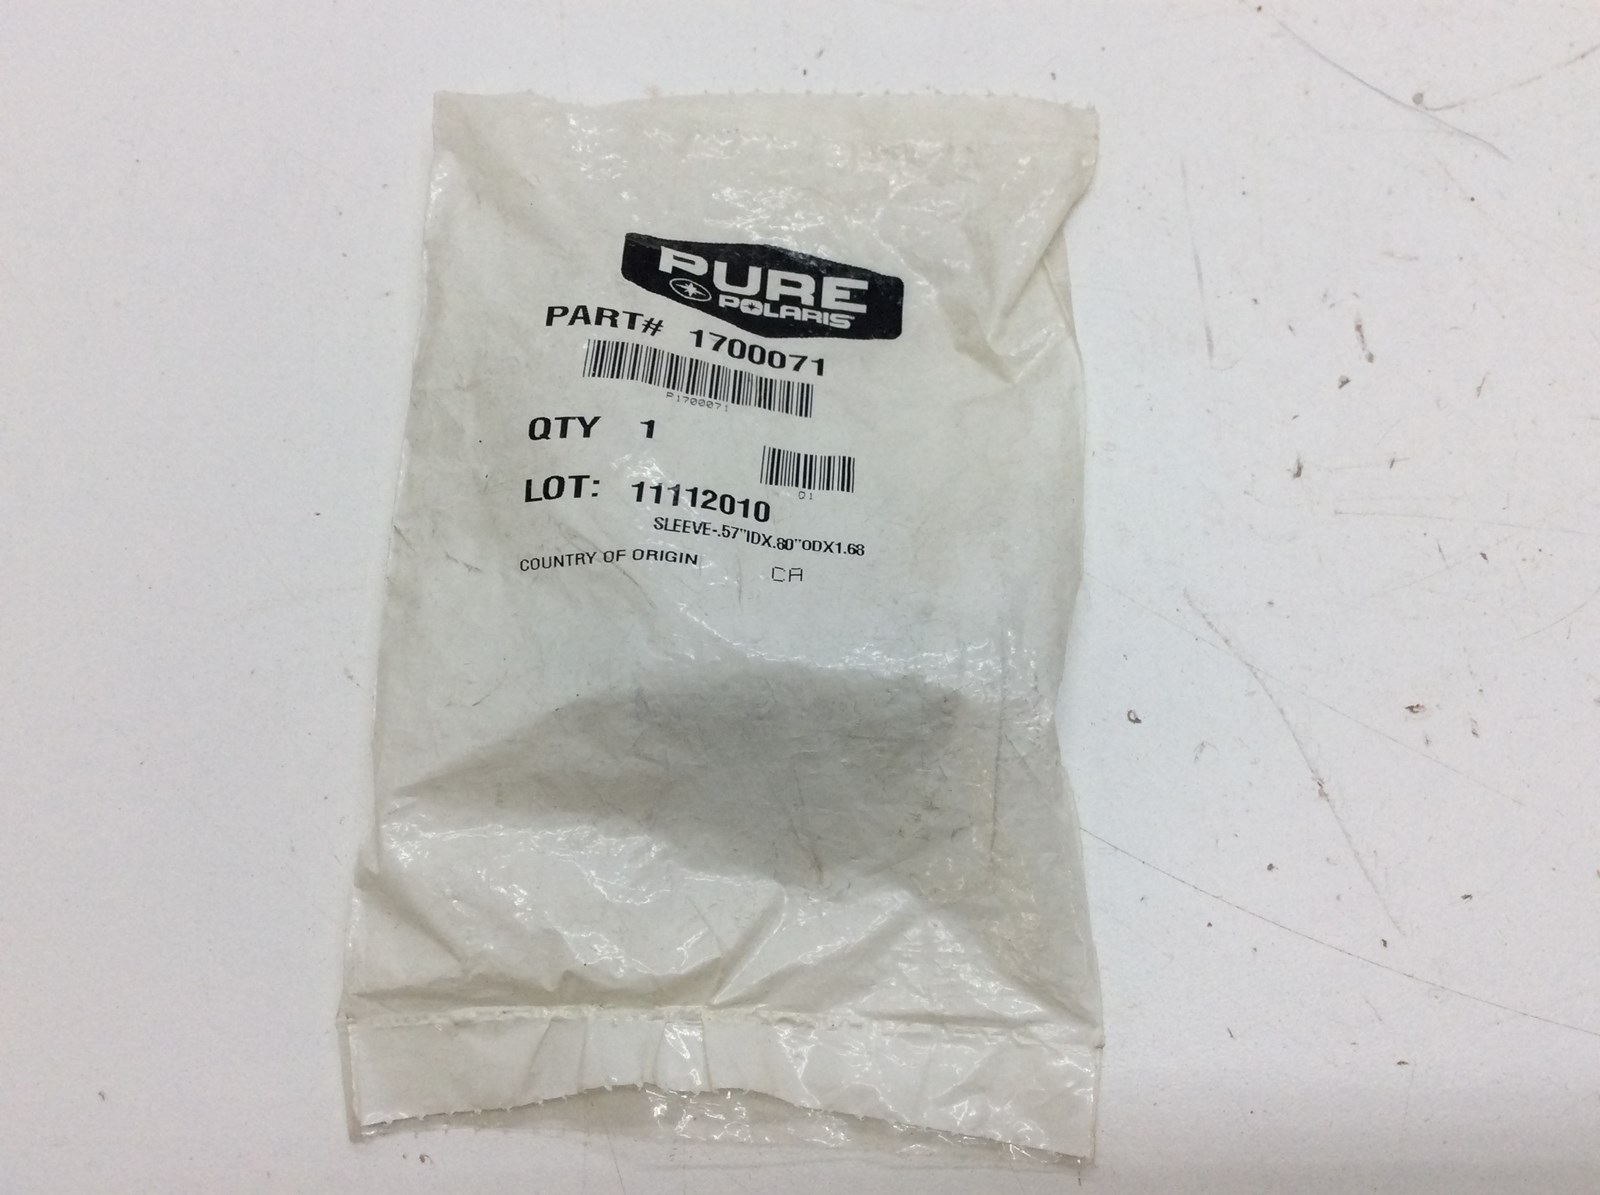 PURE
POLARIS
PART# 1700071
P1700071
QTY 1
Q1
LOT: 11112010
SLEEVE-.57"IDX.80"ODX1.68
COUNTRY OF ORIGIN CA